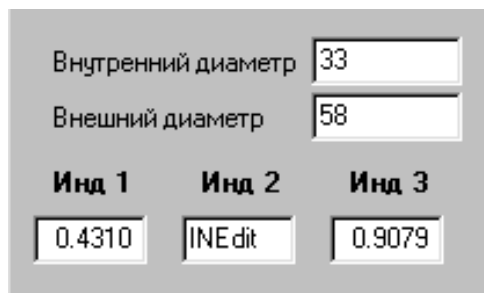 Внутренний диаметр 33
Внешний диаметр 58
Инд 1 Инд 2 Инд 3
0.4310 INEdit 0.9079